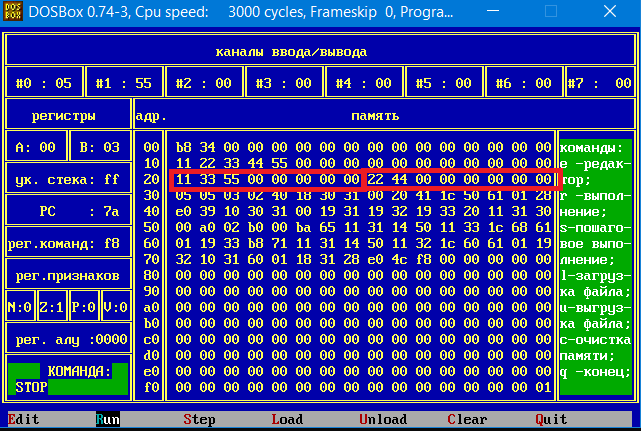 DOSBox 0.74-3, Cpu speed: 3000 cycles, Frameskip 0, Progra...
каналы ввода/вывода
#0 : 05 #1 : 55 #2 : 00 #3 : 00 #4 : 00 #5 : 00 #6 : 00 #7 : 00
регистры адр. память
A: 00 B: 03 00 b8 34 00 00 00 00 00 00 00 00 00 00 00 00 00 00 команды:
10 11 22 33 44 55 00 00 00 00 00 00 00 00 00 00 00 e -редак-
ук. стека: ff 20 11 33 55 00 00 00 00 00 22 44 00 00 00 00 00 00 тор;
30 05 05 03 02 40 18 30 31 00 20 41 1c 50 61 01 28 r -выпол-
PC : 7a 40 e0 39 10 30 31 00 19 31 19 32 19 33 20 11 31 30 нение;
50 00 a0 02 b0 00 ba 65 11 31 14 50 11 33 1c 68 61 s-пошаго-
рег.команд: f8 60 01 19 33 b8 71 11 31 14 50 11 32 1c 60 61 01 19 вое выпо-
70 32 10 31 60 01 18 31 28 e0 4c f8 00 00 00 00 00 лнение;
рег.признаков 80 00 00 00 00 00 00 00 00 00 00 00 00 00 00 00 00 l-загруз-
90 00 00 00 00 00 00 00 00 00 00 00 00 00 00 00 00 ка файла;
N:0 Z:1 P:0 V:0 a0 00 00 00 00 00 00 00 00 00 00 00 00 00 00 00 00 u-выгруз-
b0 00 00 00 00 00 00 00 00 00 00 00 00 00 00 00 00 ка файла;
рег. алу :0000 c0 00 00 00 00 00 00 00 00 00 00 00 00 00 00 00 00 c-очистка
d0 00 00 00 00 00 00 00 00 00 00 00 00 00 00 00 00 памяти;
КОМАНДА: e0 00 00 00 00 00 00 00 00 00 00 00 00 00 00 00 00 q -конец;
STOP f0 00 00 00 00 00 00 00 00 00 00 00 00 00 00 00 01
Edit Run Step Load Unload Clear Quit